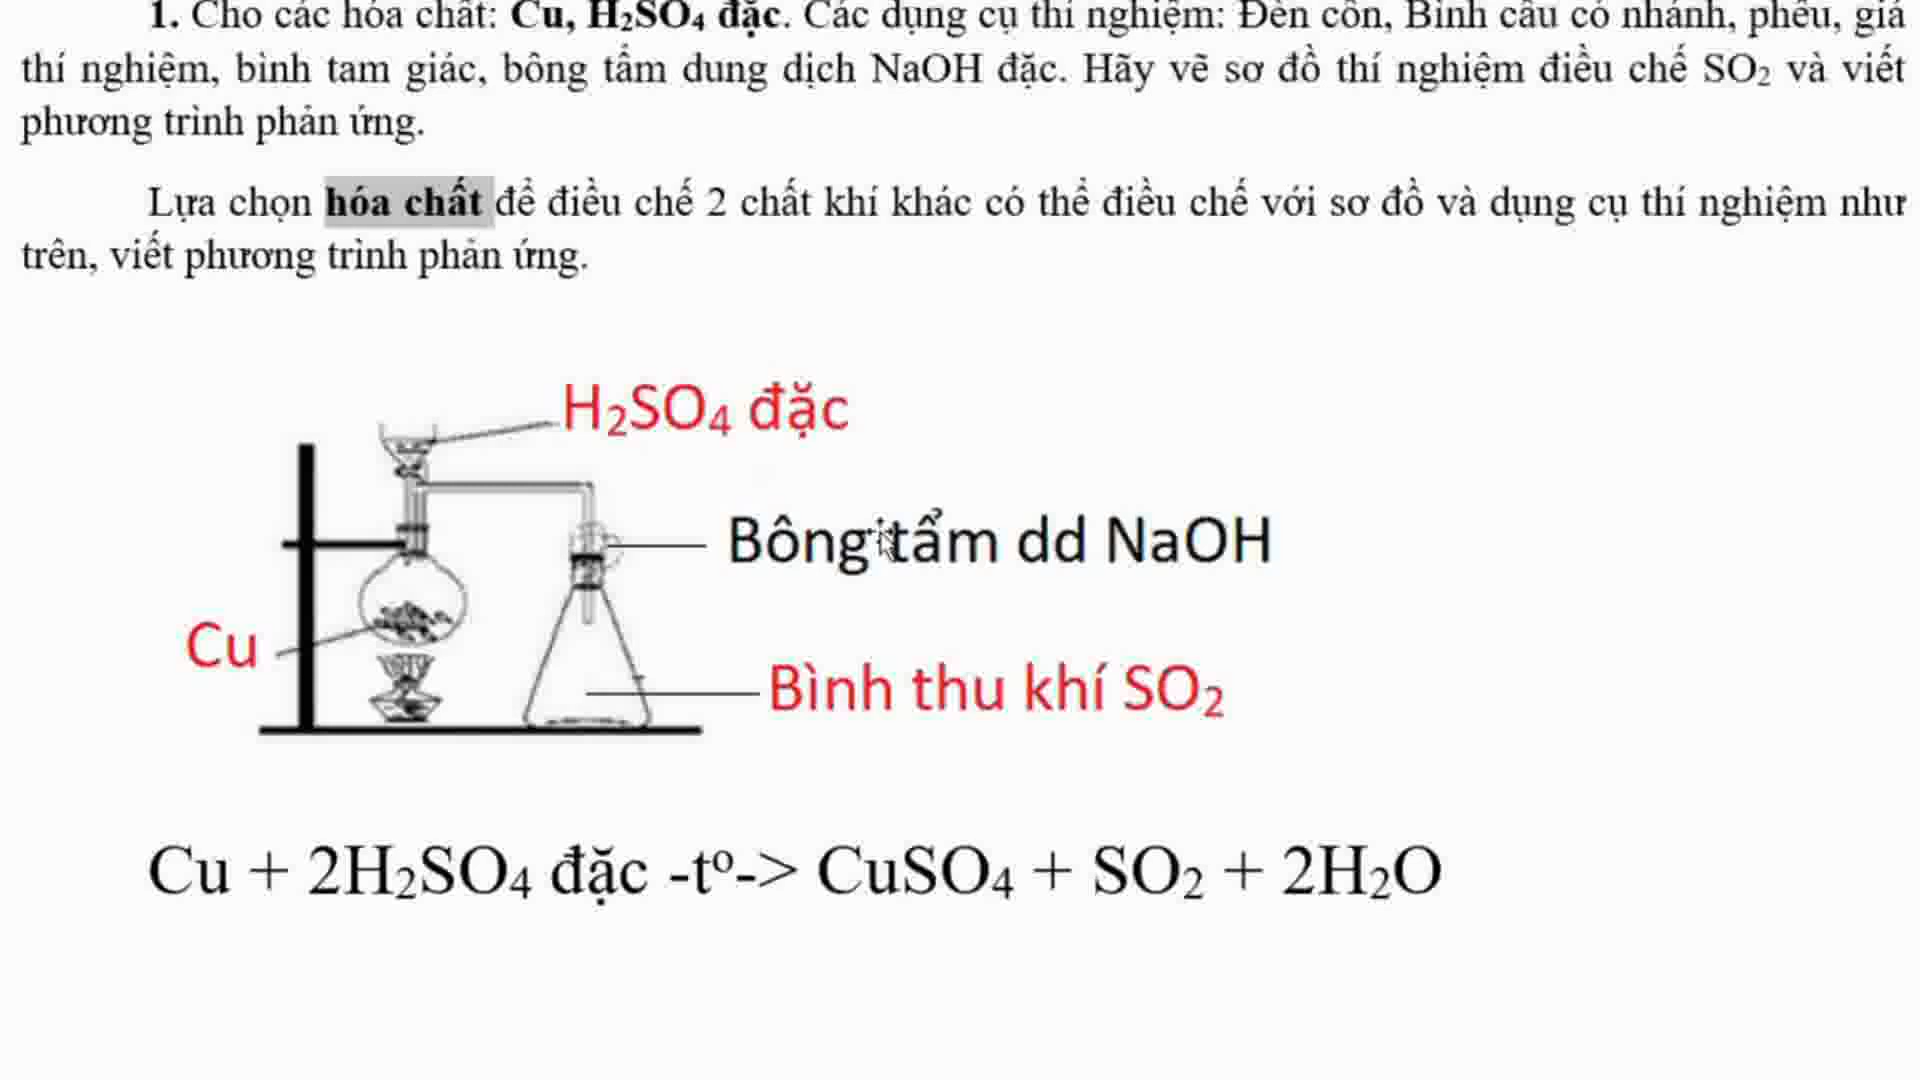 1. Cho các hóa chất: Cu, H₂SO₄ đặc. Các dụng cụ thí nghiệm: Đèn cồn, Bình cầu có nhánh, phễu, giá
thí nghiệm, bình tam giác, bông tẩm dung dịch NaOH đặc. Hãy vẽ sơ đồ thí nghiệm điều chế SO₂ và viết
phương trình phản ứng.
Lựa chọn hóa chất để điều chế 2 chất khí khác có thể điều chế với sơ đồ và dụng cụ thí nghiệm như
trên, viết phương trình phản ứng.
H₂SO₄ đặc
Bông tẩm dd NaOH
Cu
Bình thu khí SO₂
Cu + 2H₂SO₄ đặc -tº-> CuSO₄ + SO₂ + 2H₂O